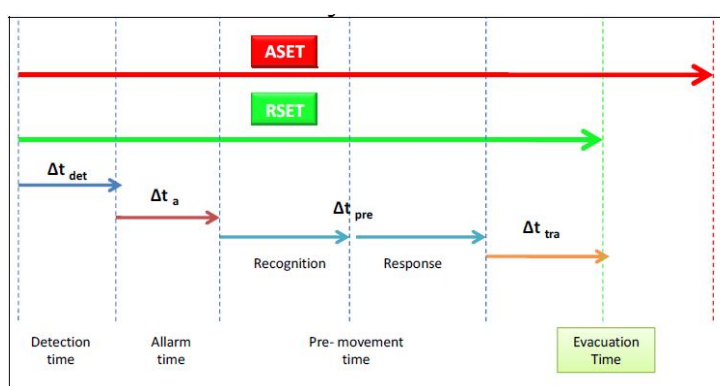 ASET
RSET
Δt det
Δt a
Δt pre
Recognition
Response
Δt tra
Detection
time
Allarm
time
Pre- movement
time
Evacuation
Time